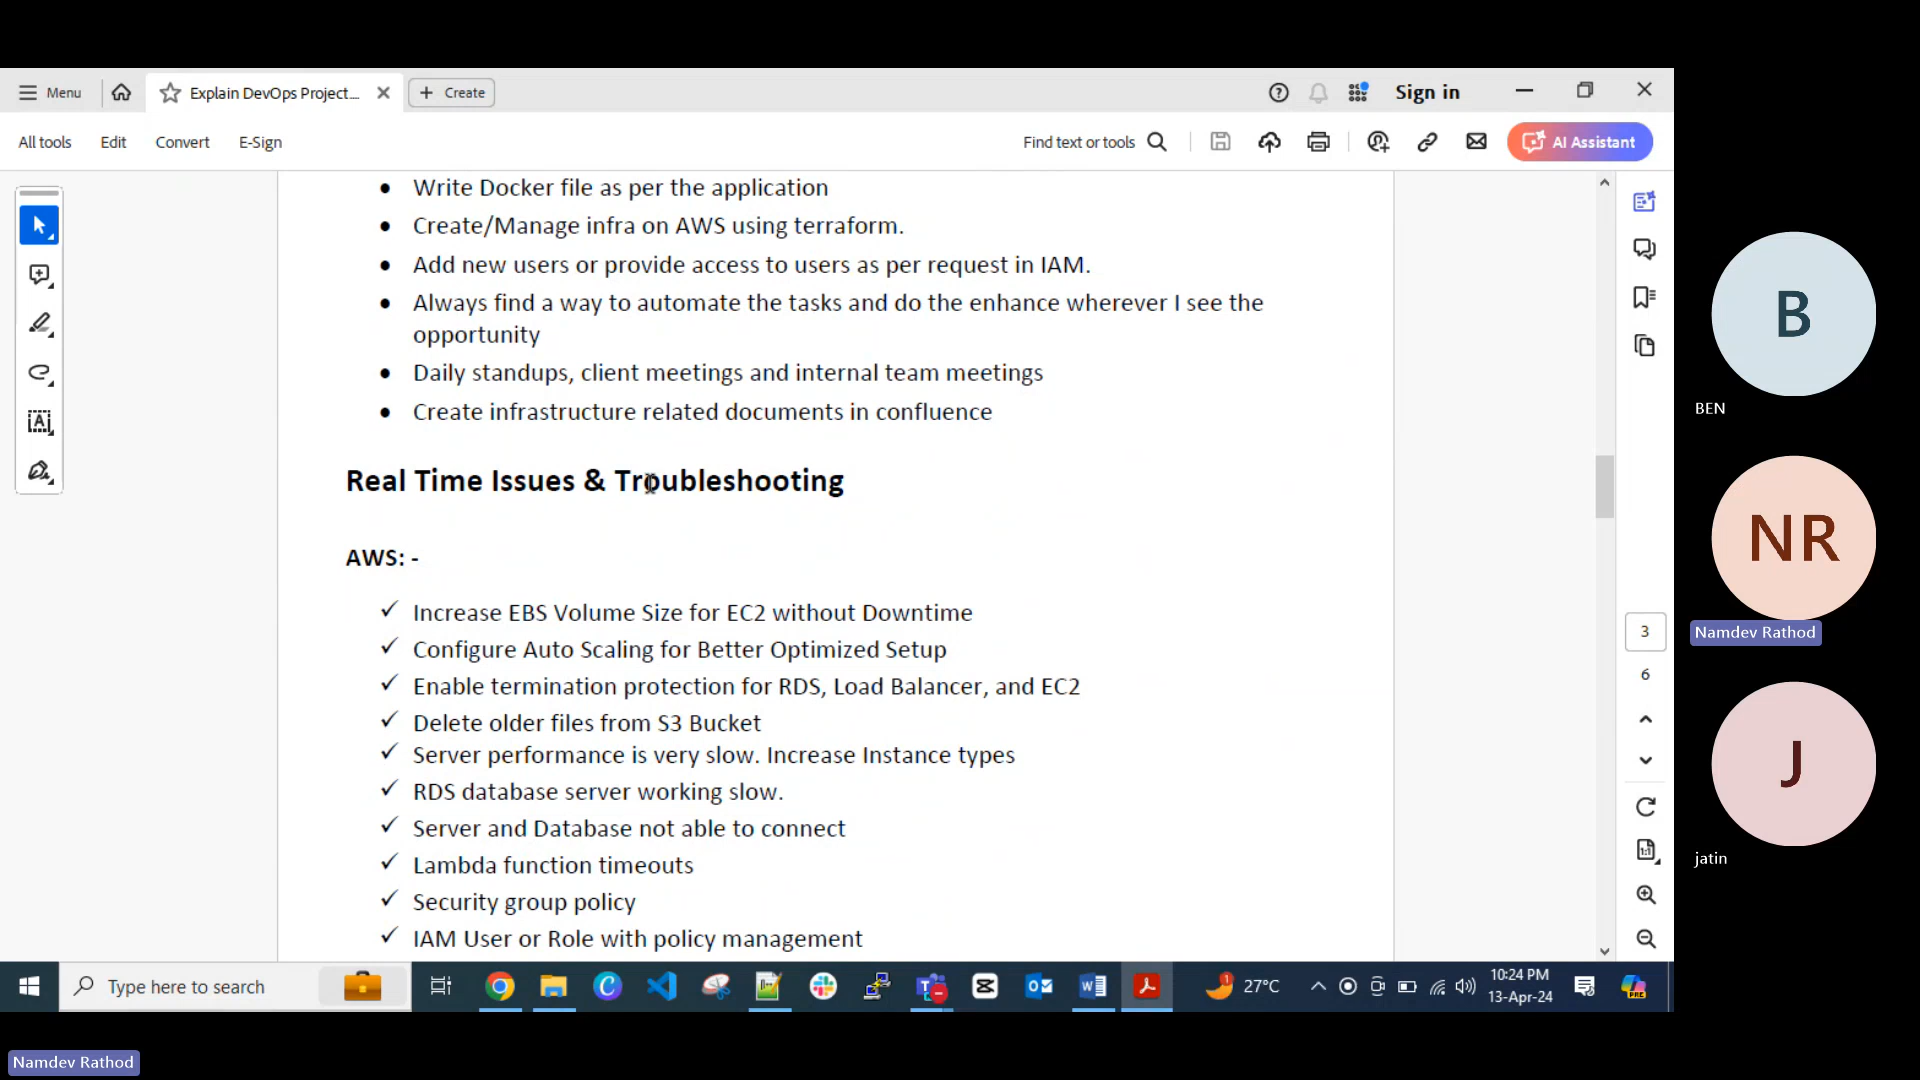 Menu
Explain DevOps Project...
Create
Sign in
All tools
Edit
Convert
E-Sign
Find text or tools
AI Assistant
• Write Docker file as per the application
• Create/Manage infra on AWS using terraform.
• Add new users or provide access to users as per request in IAM.
• Always find a way to automate the tasks and do the enhance wherever I see the
opportunity
• Daily standups, client meetings and internal team meetings
• Create infrastructure related documents in confluence
Real Time Issues & Troubleshooting
AWS: -
✓ Increase EBS Volume Size for EC2 without Downtime
✓ Configure Auto Scaling for Better Optimized Setup
✓ Enable termination protection for RDS, Load Balancer, and EC2
✓ Delete older files from S3 Bucket
✓ Server performance is very slow. Increase Instance types
✓ RDS database server working slow.
✓ Server and Database not able to connect
✓ Lambda function timeouts
✓ Security group policy
✓ IAM User or Role with policy management
3
6
B
BEN
NR
Namdev Rathod
J
jatin
Type here to search
1
27°C
10:24 PM
13-Apr-24
PRE
Namdev Rathod